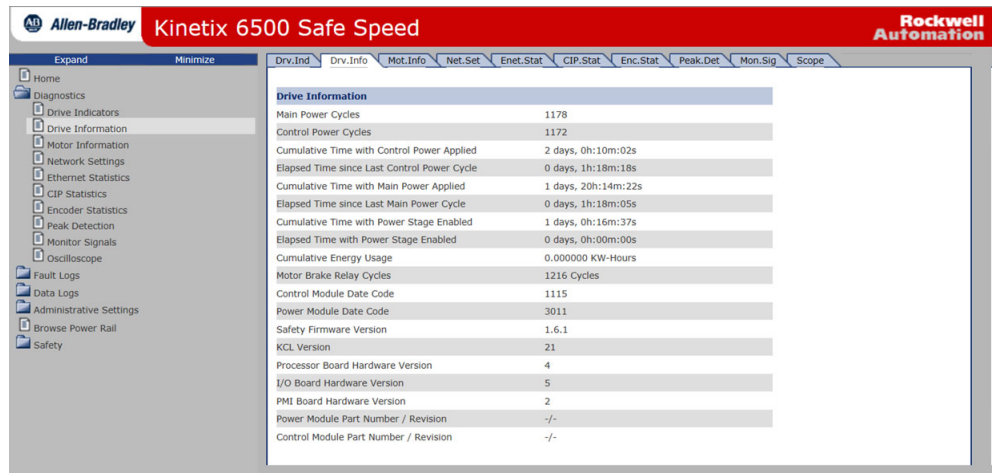 AB Allen-Bradley Kinetix 6500 Safe Speed Rockwell
Automation
Expand Minimize
Home
Diagnostics
Drive Indicators
Drive Information
Motor Information
Network Settings
Ethernet Statistics
CIP Statistics
Encoder Statistics
Peak Detection
Monitor Signals
Oscilloscope
Fault Logs
Data Logs
Administrative Settings
Browse Power Rail
Safety
Drv.Ind Drv.Info Mot.Info Net.Set Enet.Stat CIP.Stat Enc.Stat Peak.Det Mon.Sig Scope
Drive Information
Main Power Cycles 1178
Control Power Cycles 1172
Cumulative Time with Control Power Applied 2 days, 0h:10m:02s
Elapsed Time since Last Control Power Cycle 0 days, 1h:18m:18s
Cumulative Time with Main Power Applied 1 days, 20h:14m:22s
Elapsed Time since Last Main Power Cycle 0 days, 1h:18m:05s
Cumulative Time with Power Stage Enabled 1 days, 0h:16m:37s
Elapsed Time with Power Stage Enabled 0 days, 0h:00m:00s
Cumulative Energy Usage 0.000000 KW-Hours
Motor Brake Relay Cycles 1216 Cycles
Control Module Date Code 1115
Power Module Date Code 3011
Safety Firmware Version 1.6.1
KCL Version 21
Processor Board Hardware Version 4
I/O Board Hardware Version 5
PMI Board Hardware Version 2
Power Module Part Number / Revision -/-
Control Module Part Number / Revision -/-